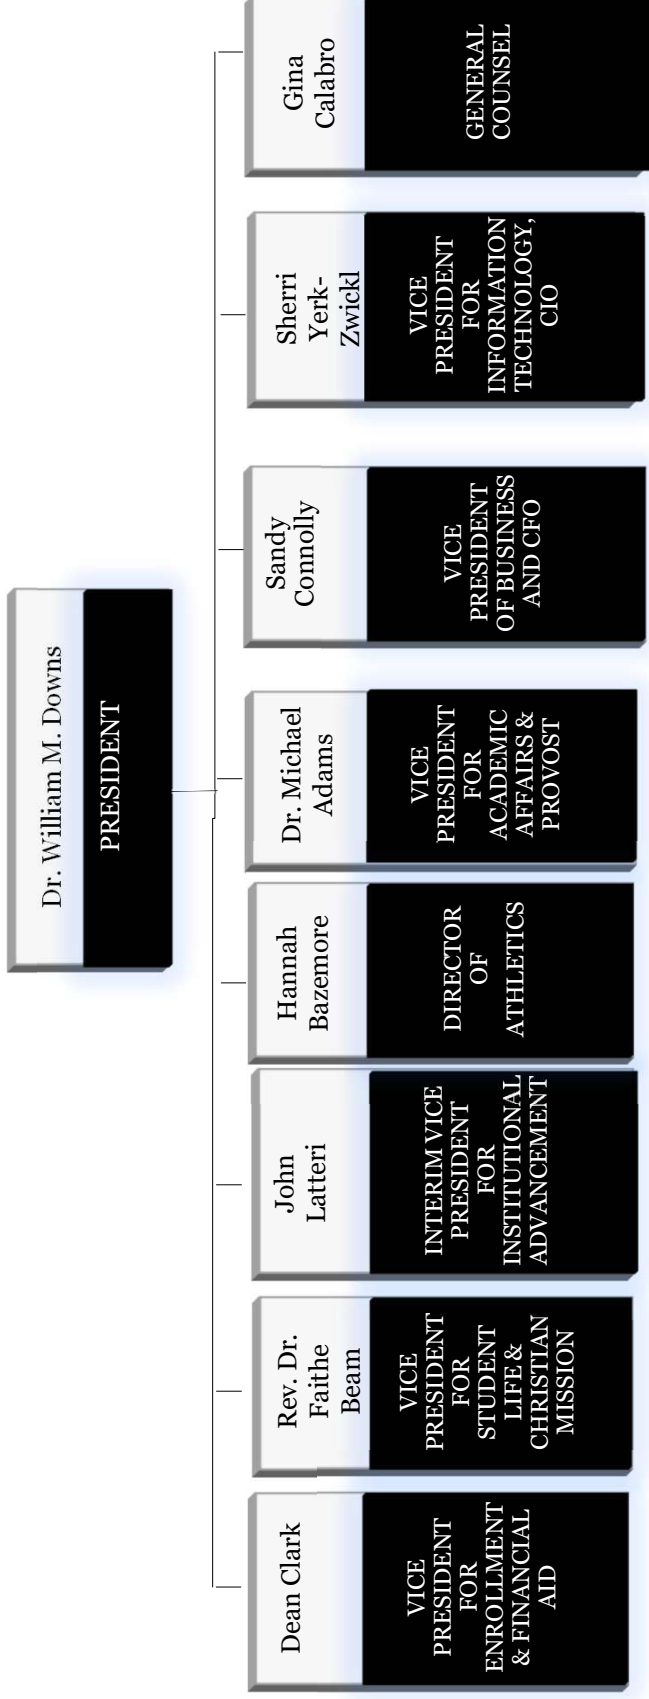 Dr. William M. Downs
PRESIDENT
Dean Clark
VICE
PRESIDENT
FOR
ENROLLMENT
& FINANCIAL
AID
Rev. Dr.
Faithe
Beam
VICE
PRESIDENT
FOR
STUDENT
LIFE &
CHRISTIAN
MISSION
John
Latteri
INTERIM VICE
PRESIDENT
FOR
INSTITUTIONAL
ADVANCEMENT
Hannah
Bazemore
DIRECTOR
OF
ATHLETICS
Dr. Michael
Adams
VICE
PRESIDENT
FOR
ACADEMIC
AFFAIRS &
PROVOST
Sandy
Connolly
VICE
PRESIDENT
OF BUSINESS
AND CFO
Sherri
Yerk-
Zwickl
VICE
PRESIDENT
FOR
INFORMATION
TECHNOLOGY,
CIO
Gina
Calabro
GENERAL
COUNSEL